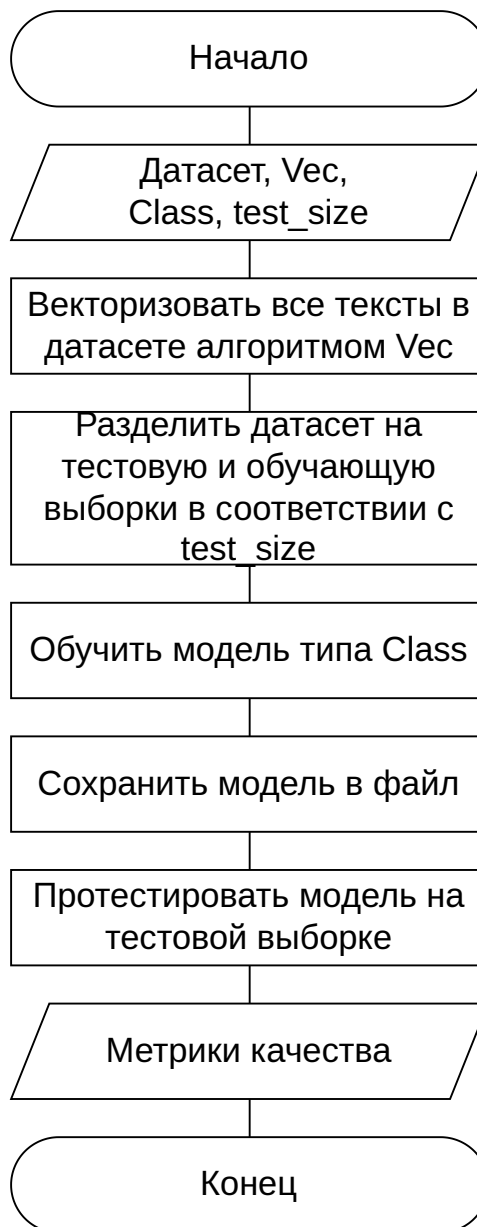 Начало
Датасет, Vec,
Class, test_size
Векторизовать все тексты в
датасете алгоритмом Vec
Разделить датасет на
тестовую и обучающую
выборки в соответствии с
test_size
Обучить модель типа Class
Сохранить модель в файл
Протестировать модель на
тестовой выборке
Метрики качества
Конец